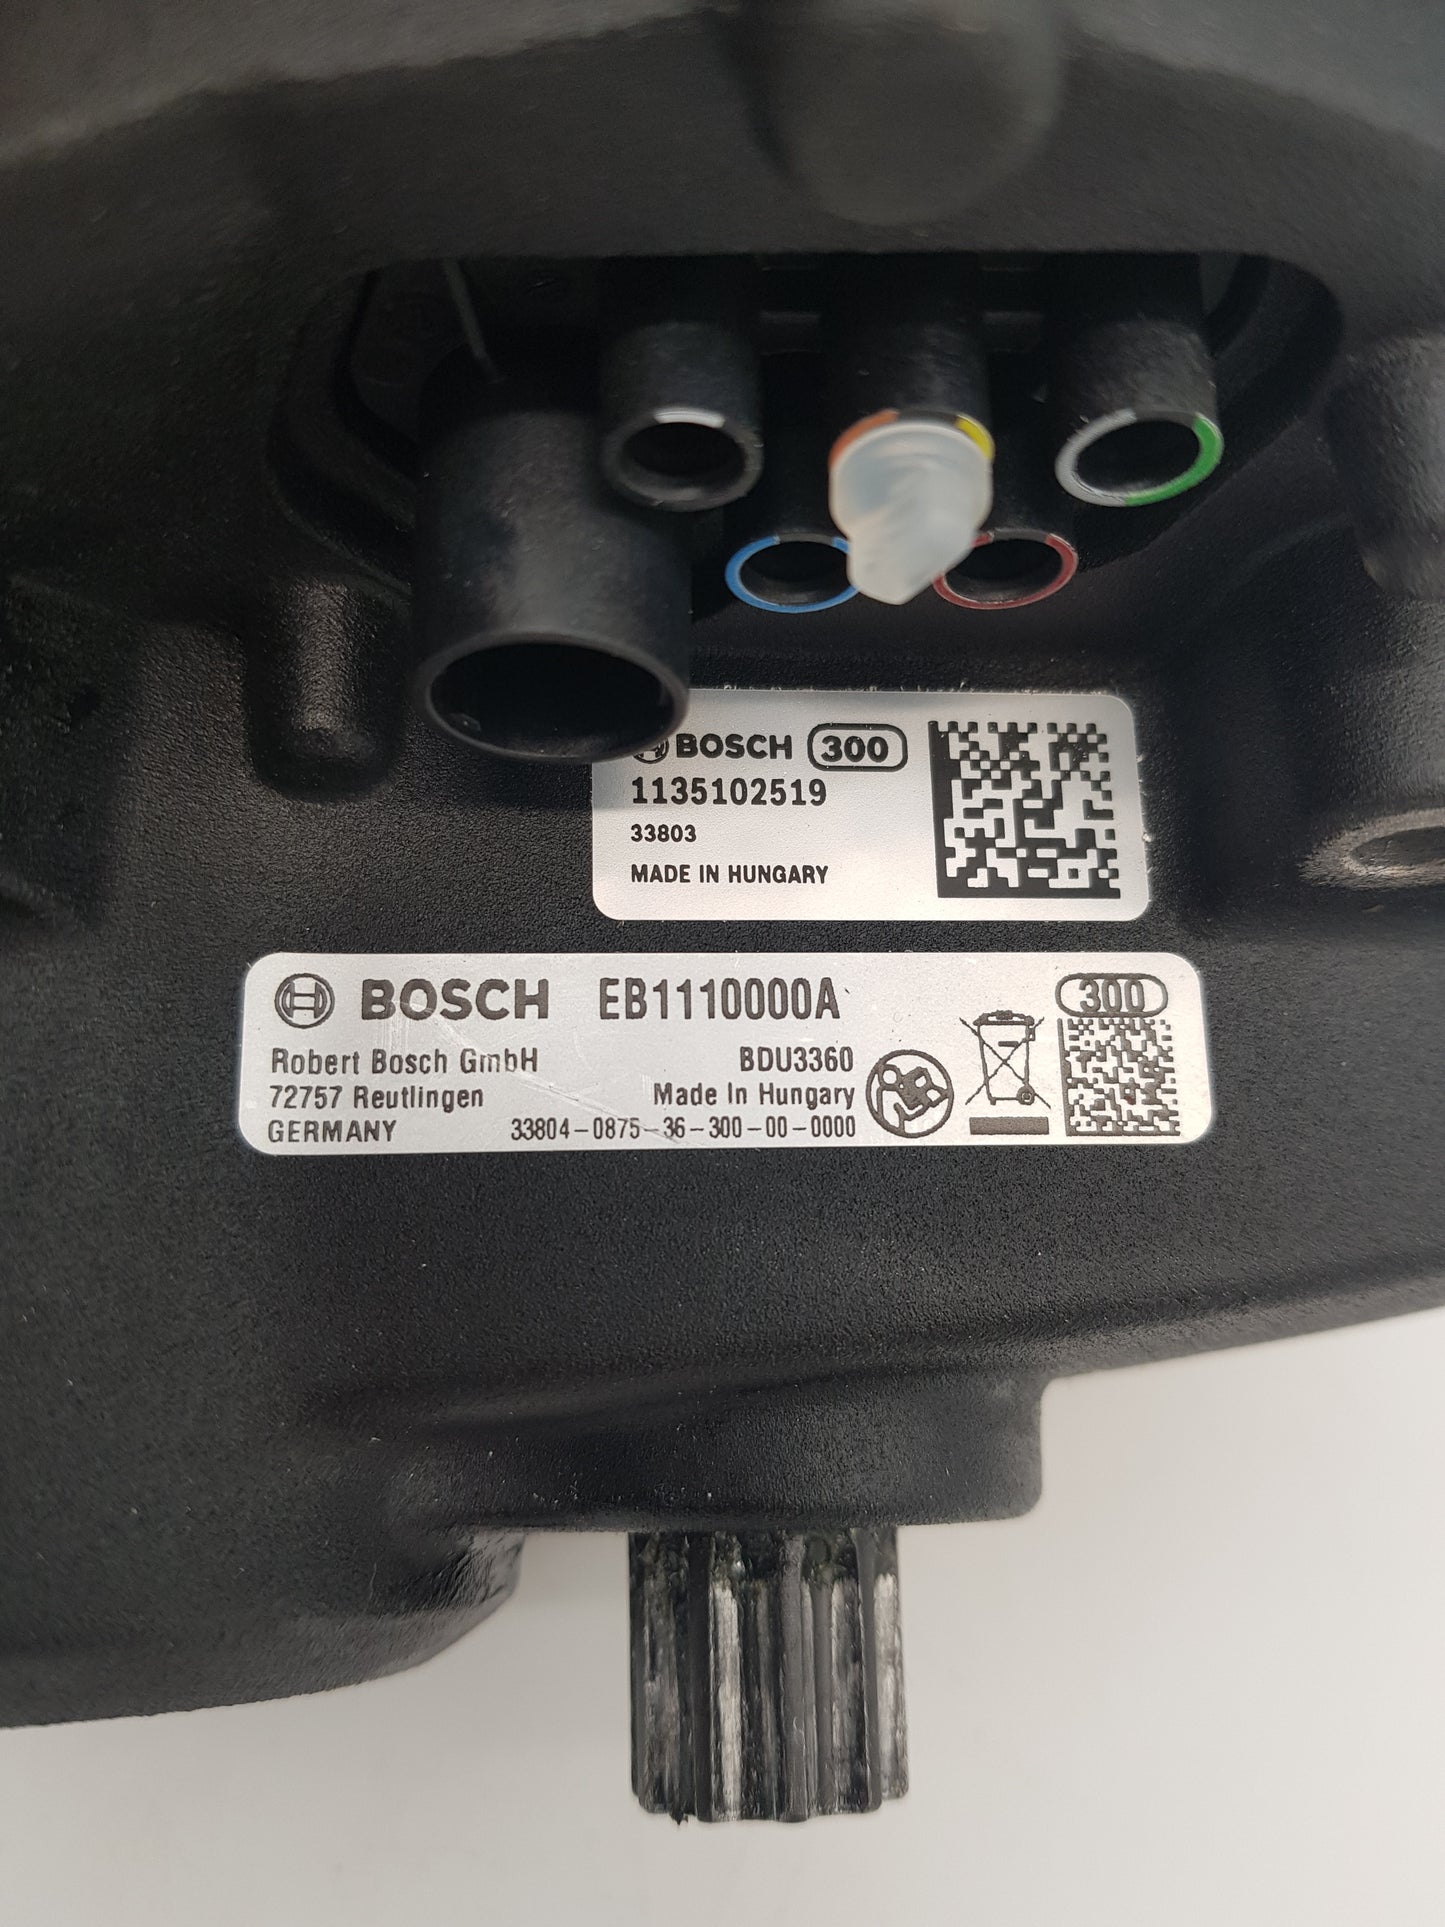 BOSCH 300
1135102519
33803
MADE IN HUNGARY
BOSCH EB1110000A 300
Robert Bosch GmbH BDU3360
72757 Reutlingen Made In Hungary
GERMANY 33804-0875-36-300-00-0000